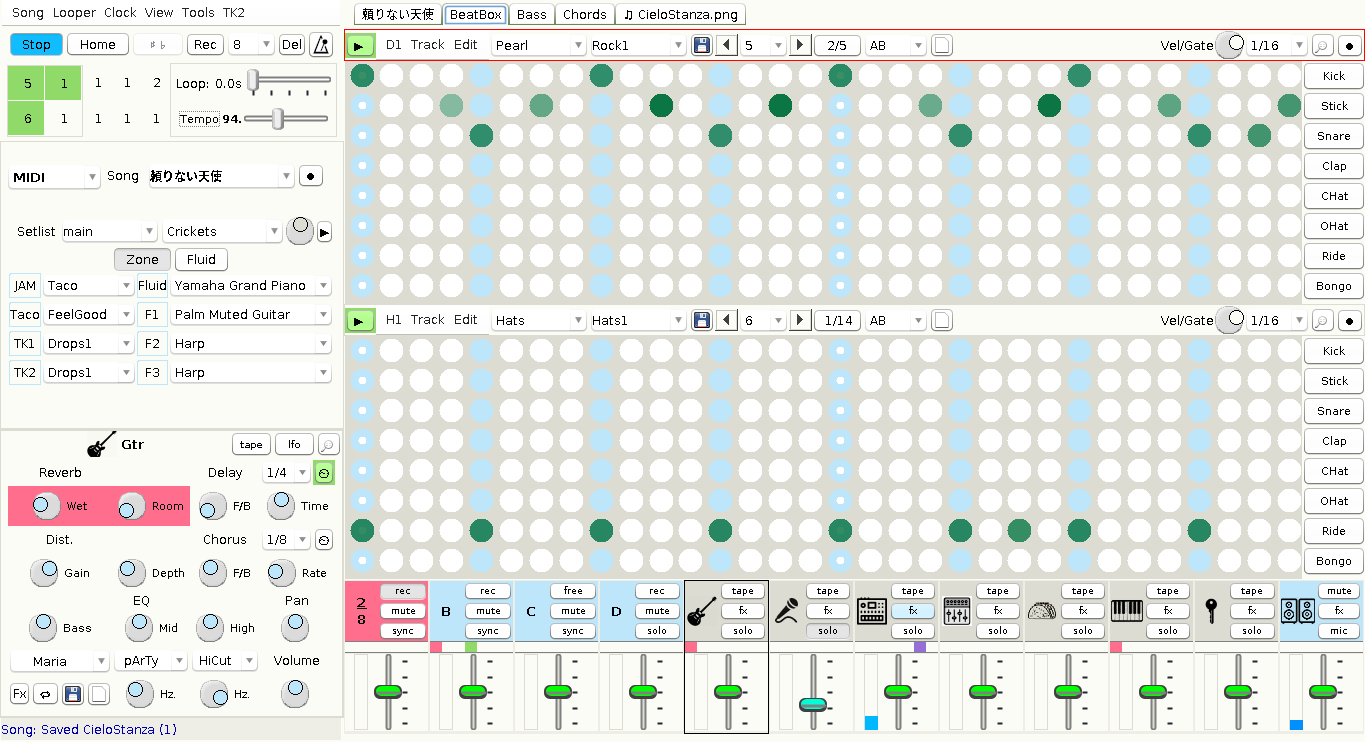 Song Looper Clock View Tools TK2
Stop Home ♯♭ Rec 8 Del
5 1 1 1 2
6 1 1 1 1
Loop: 0.0s
Tempo 94.
MIDI Song 頼りない天使
Setlist main Crickets
Zone Fluid
JAM Taco Fluid Yamaha Grand Piano
Taco FeelGood F1 Palm Muted Guitar
TK1 Drops1 F2 Harp
TK2 Drops1 F3 Harp
Gtr tape lfo
Reverb Delay 1/4
Wet Room F/B Time
Dist. Chorus 1/8
Gain Depth F/B Rate
EQ Pan
Bass Mid High
Maria pArTy HiCut Volume
Fx Hz. Hz.
Song: Saved CieloStanza (1)
頼りない天使 BeatBox Bass Chords ♫ CieloStanza.png
D1 Track Edit Pearl Rock1 5 2/5 AB Vel/Gate 1/16
Kick
Stick
Snare
Clap
CHat
OHat
Ride
Bongo
H1 Track Edit Hats Hats1 6 1/14 AB Vel/Gate 1/16
Kick
Stick
Snare
Clap
CHat
OHat
Ride
Bongo
rec rec free rec tape tape tape tape tape tape tape mute
2 8 B C D
mute mute mute mute fx fx fx fx fx fx fx fx
sync sync sync solo solo solo solo solo solo solo solo mic